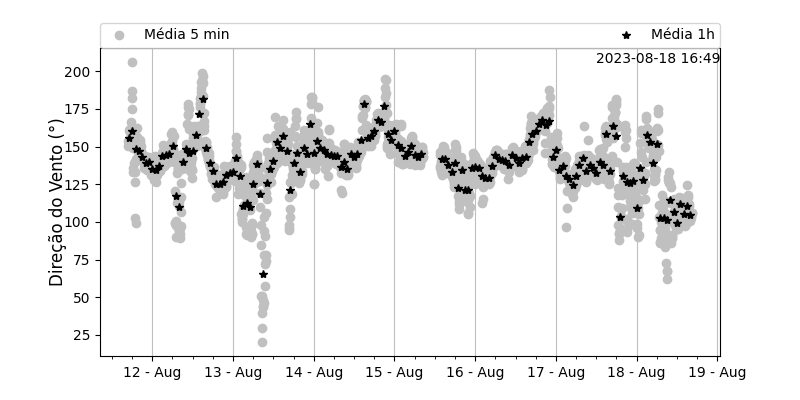 Média 5 min
Média 1h
2023-08-18 16:49
Direção do Vento (°)
200
175
150
125
100
75
50
25
12 - Aug
13 - Aug
14 - Aug
15 - Aug
16 - Aug
17 - Aug
18 - Aug
19 - Aug